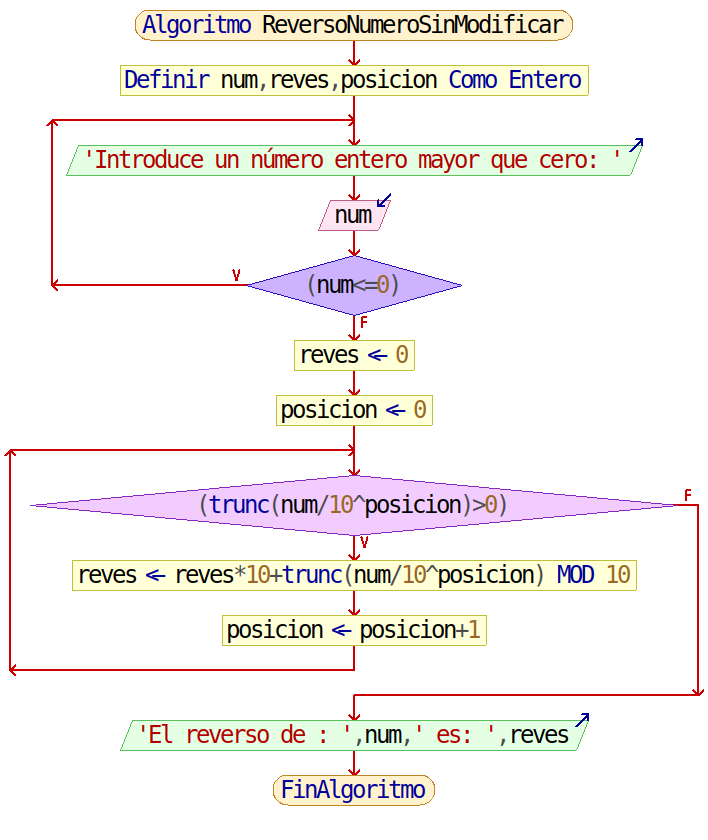 Algoritmo ReversoNumeroSinModificar
Definir num,reves,posicion Como Entero
'Introduce un número entero mayor que cero: '
num
(num<=0)
V
F
reves <- 0
posicion <- 0
(trunc(num/10^posicion)>0)
F
V
reves <- reves*10+trunc(num/10^posicion) MOD 10
posicion <- posicion+1
'El reverso de : ',num,' es: ',reves
FinAlgoritmo